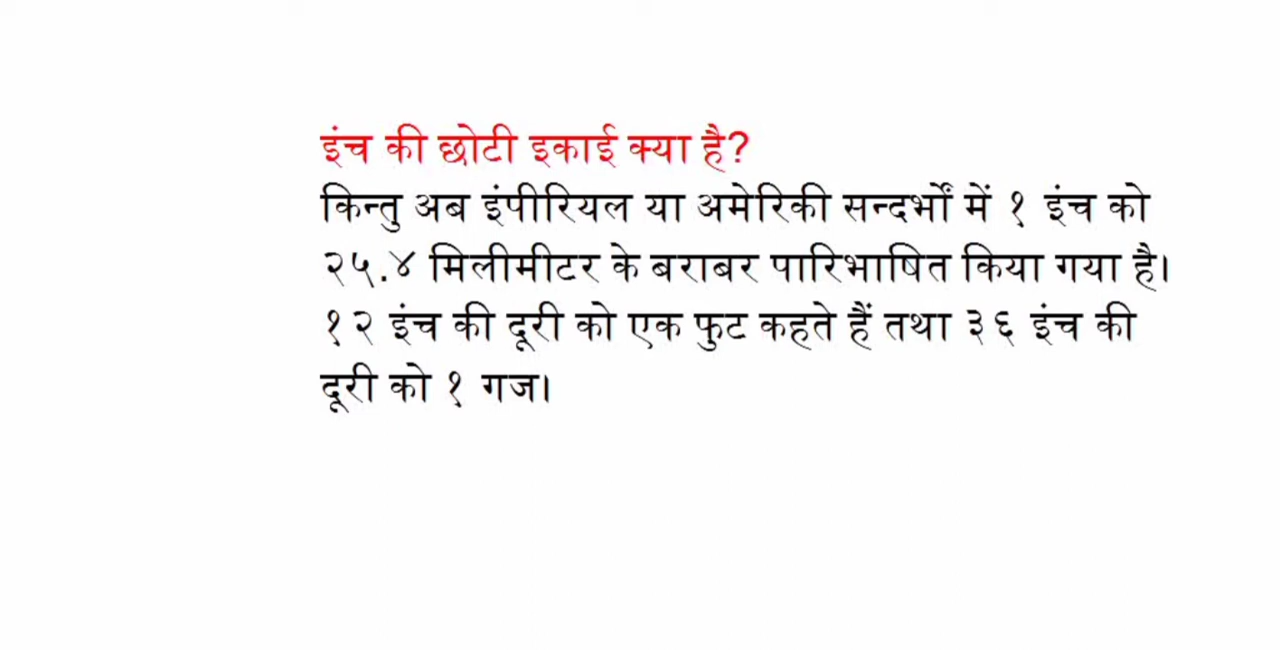 इंच की छोटी इकाई क्या है?
किन्तु अब इंपीरियल या अमेरिकी सन्दर्भों में १ इंच को
२५.४ मिलीमीटर के बराबर पारिभाषित किया गया है।
१२ इंच की दूरी को एक फुट कहते हैं तथा ३६ इंच की
दूरी को १ गज।